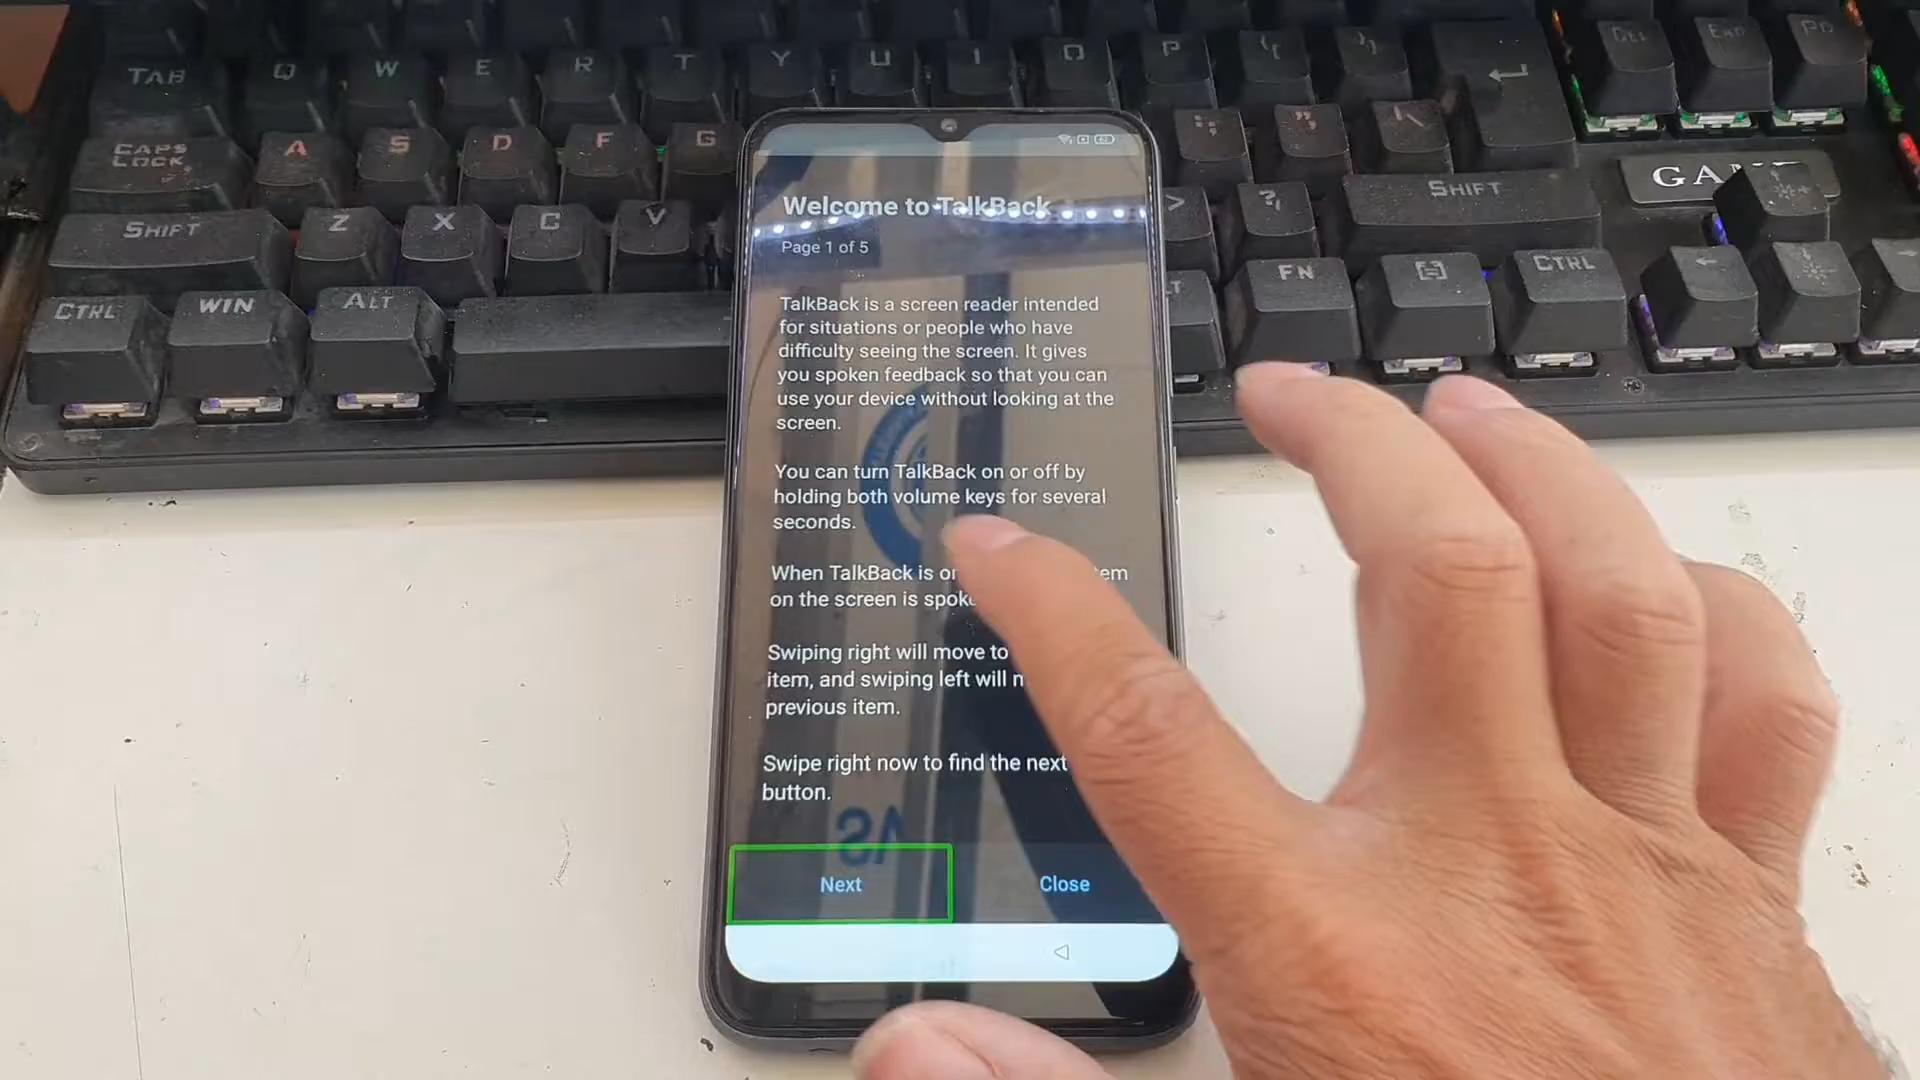 TAB Q W E R T Y U I O P DEL END PD
CAPS LOCK A S D F G
SHIFT Z X C V > ? SHIFT
CTRL WIN ALT FN CTRL
Welcome to TalkBack
Page 1 of 5
TalkBack is a screen reader intended
for situations or people who have
difficulty seeing the screen. It gives
you spoken feedback so that you can
use your device without looking at the
screen.
You can turn TalkBack on or off by
holding both volume keys for several
seconds.
When TalkBack is
on the screen is
Swiping right will move to
item, and swiping left will
previous item.
Swipe right now to find the next
button.
Next
Close